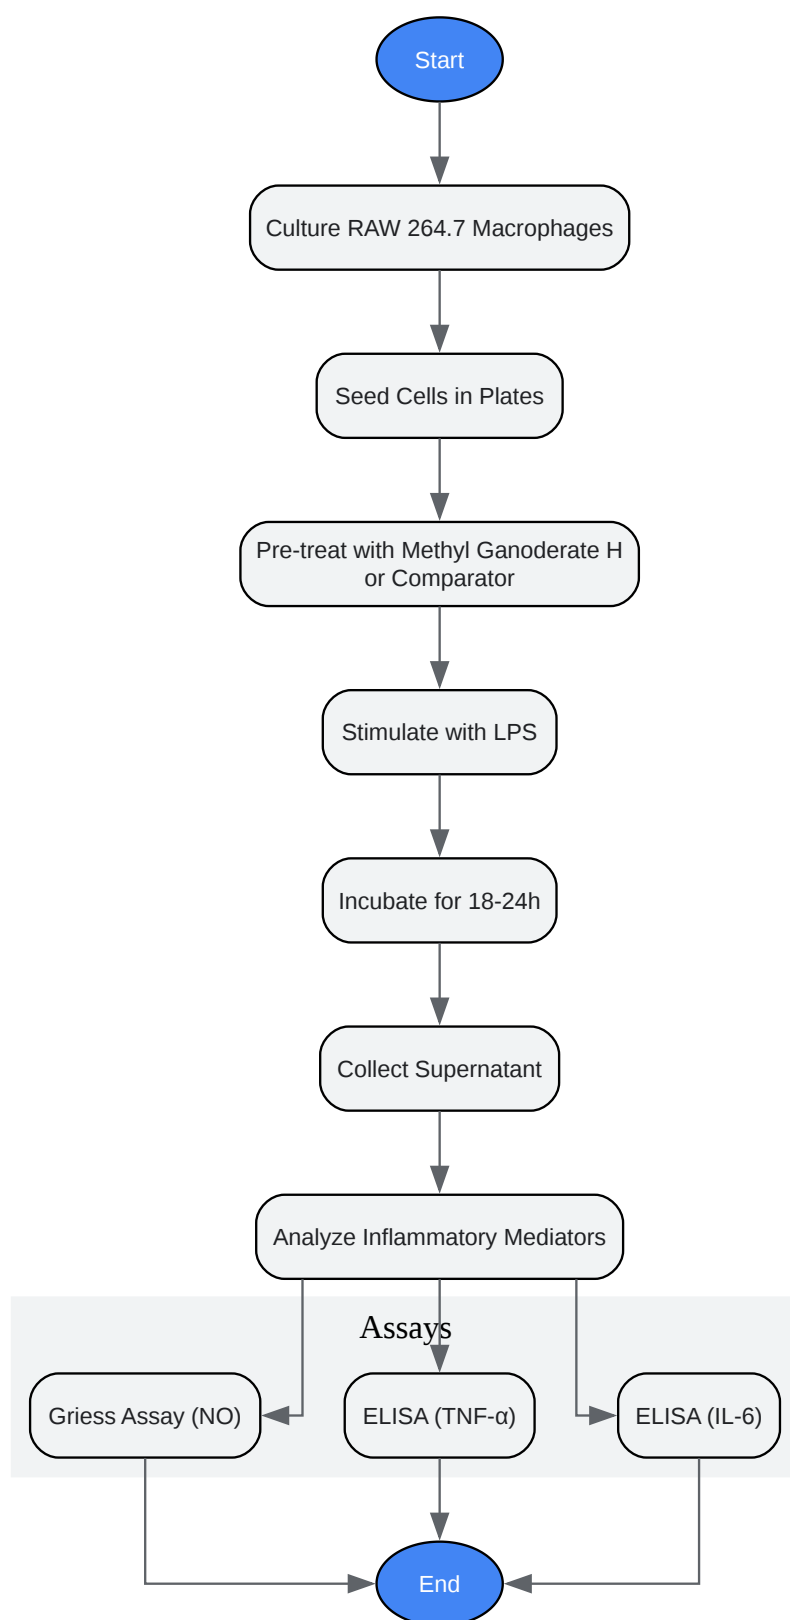 Start
Culture RAW 264.7 Macrophages
Seed Cells in Plates
Pre-treat with Methyl Ganoderate H
or Comparator
Stimulate with LPS
Incubate for 18-24h
Collect Supernatant
Analyze Inflammatory Mediators
Assays
Griess Assay (NO)
ELISA (TNF-α)
ELISA (IL-6)
End